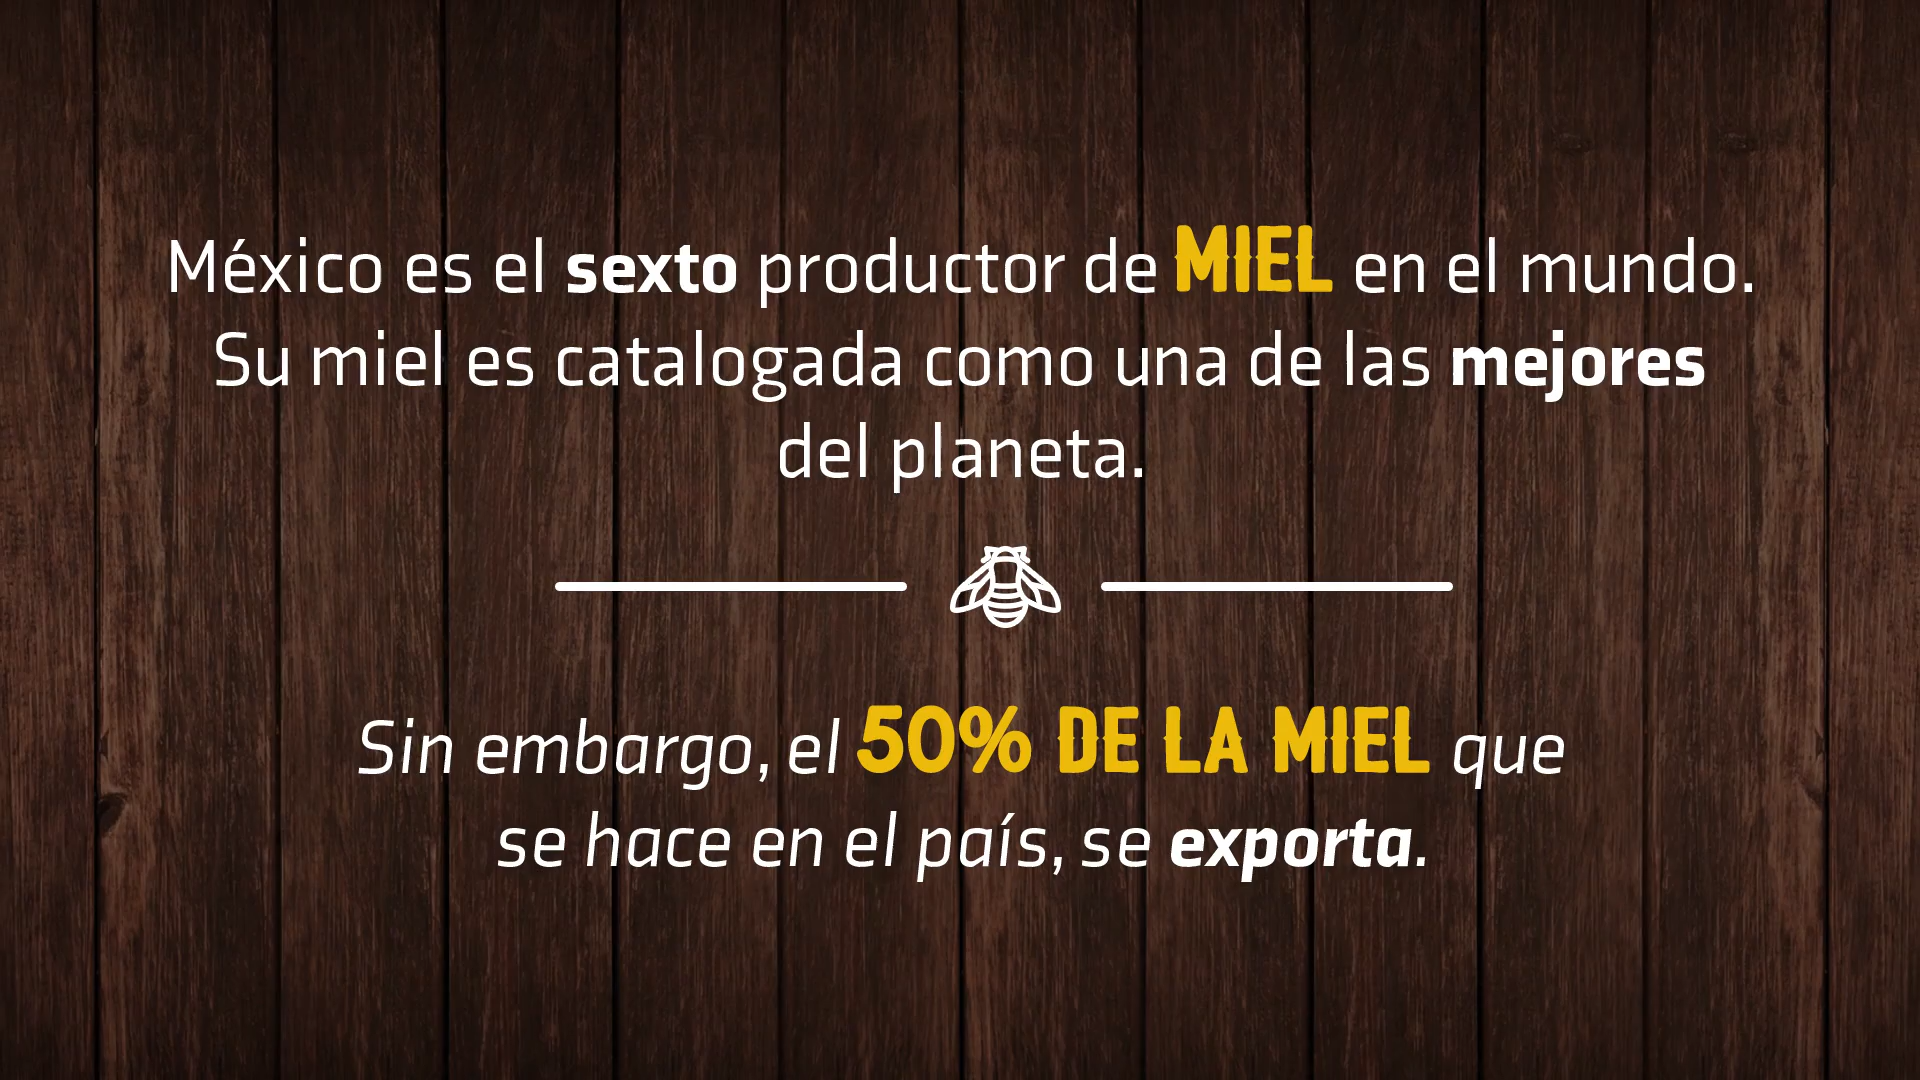 México es el sexto productor de MIEL en el mundo.
Su miel es catalogada como una de las mejores
del planeta.
Sin embargo, el 50% DE LA MIEL que
se hace en el país, se exporta.